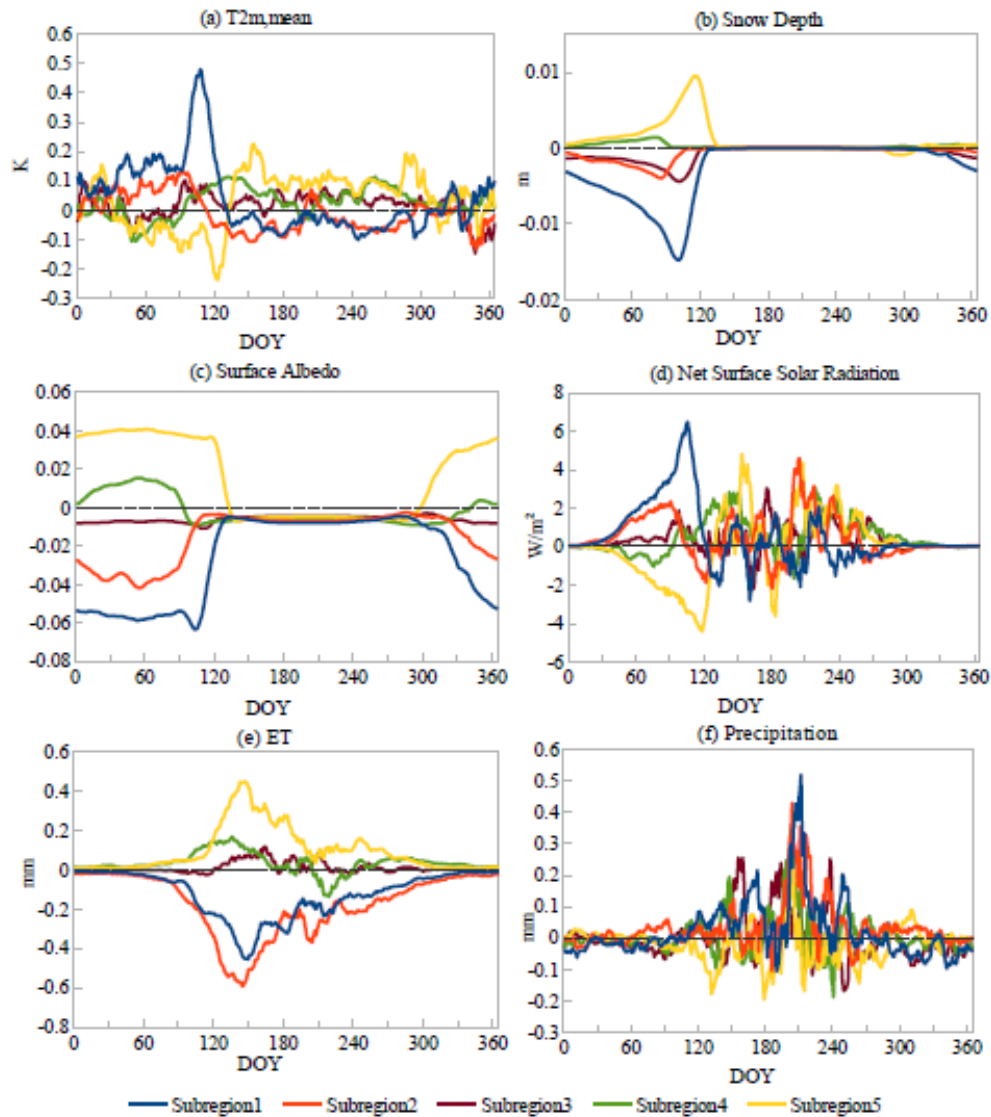 (a) T2m,mean
0.6
0.5
0.4
0.3
0.2
0.1
0
-0.1
-0.2
-0.3
K
0 60 120 180 240 300 360
DOY
(b) Snow Depth
0.01
0
-0.01
-0.02
m
0 60 120 180 240 300 360
DOY
(c) Surface Albedo
0.06
0.04
0.02
0
-0.02
-0.04
-0.06
-0.08
0 60 120 180 240 300 360
DOY
(d) Net Surface Solar Radiation
8
6
4
2
0
-2
-4
-6
W/m²
0 60 120 180 240 300 360
DOY
(e) ET
0.6
0.4
0.2
0
-0.2
-0.4
-0.6
-0.8
mm
0 60 120 180 240 300 360
DOY
(f) Precipitation
0.6
0.5
0.4
0.3
0.2
0.1
0
-0.1
-0.2
-0.3
mm
0 60 120 180 240 300 360
DOY
Subregion1 Subregion2 Subregion3 Subregion4 Subregion5